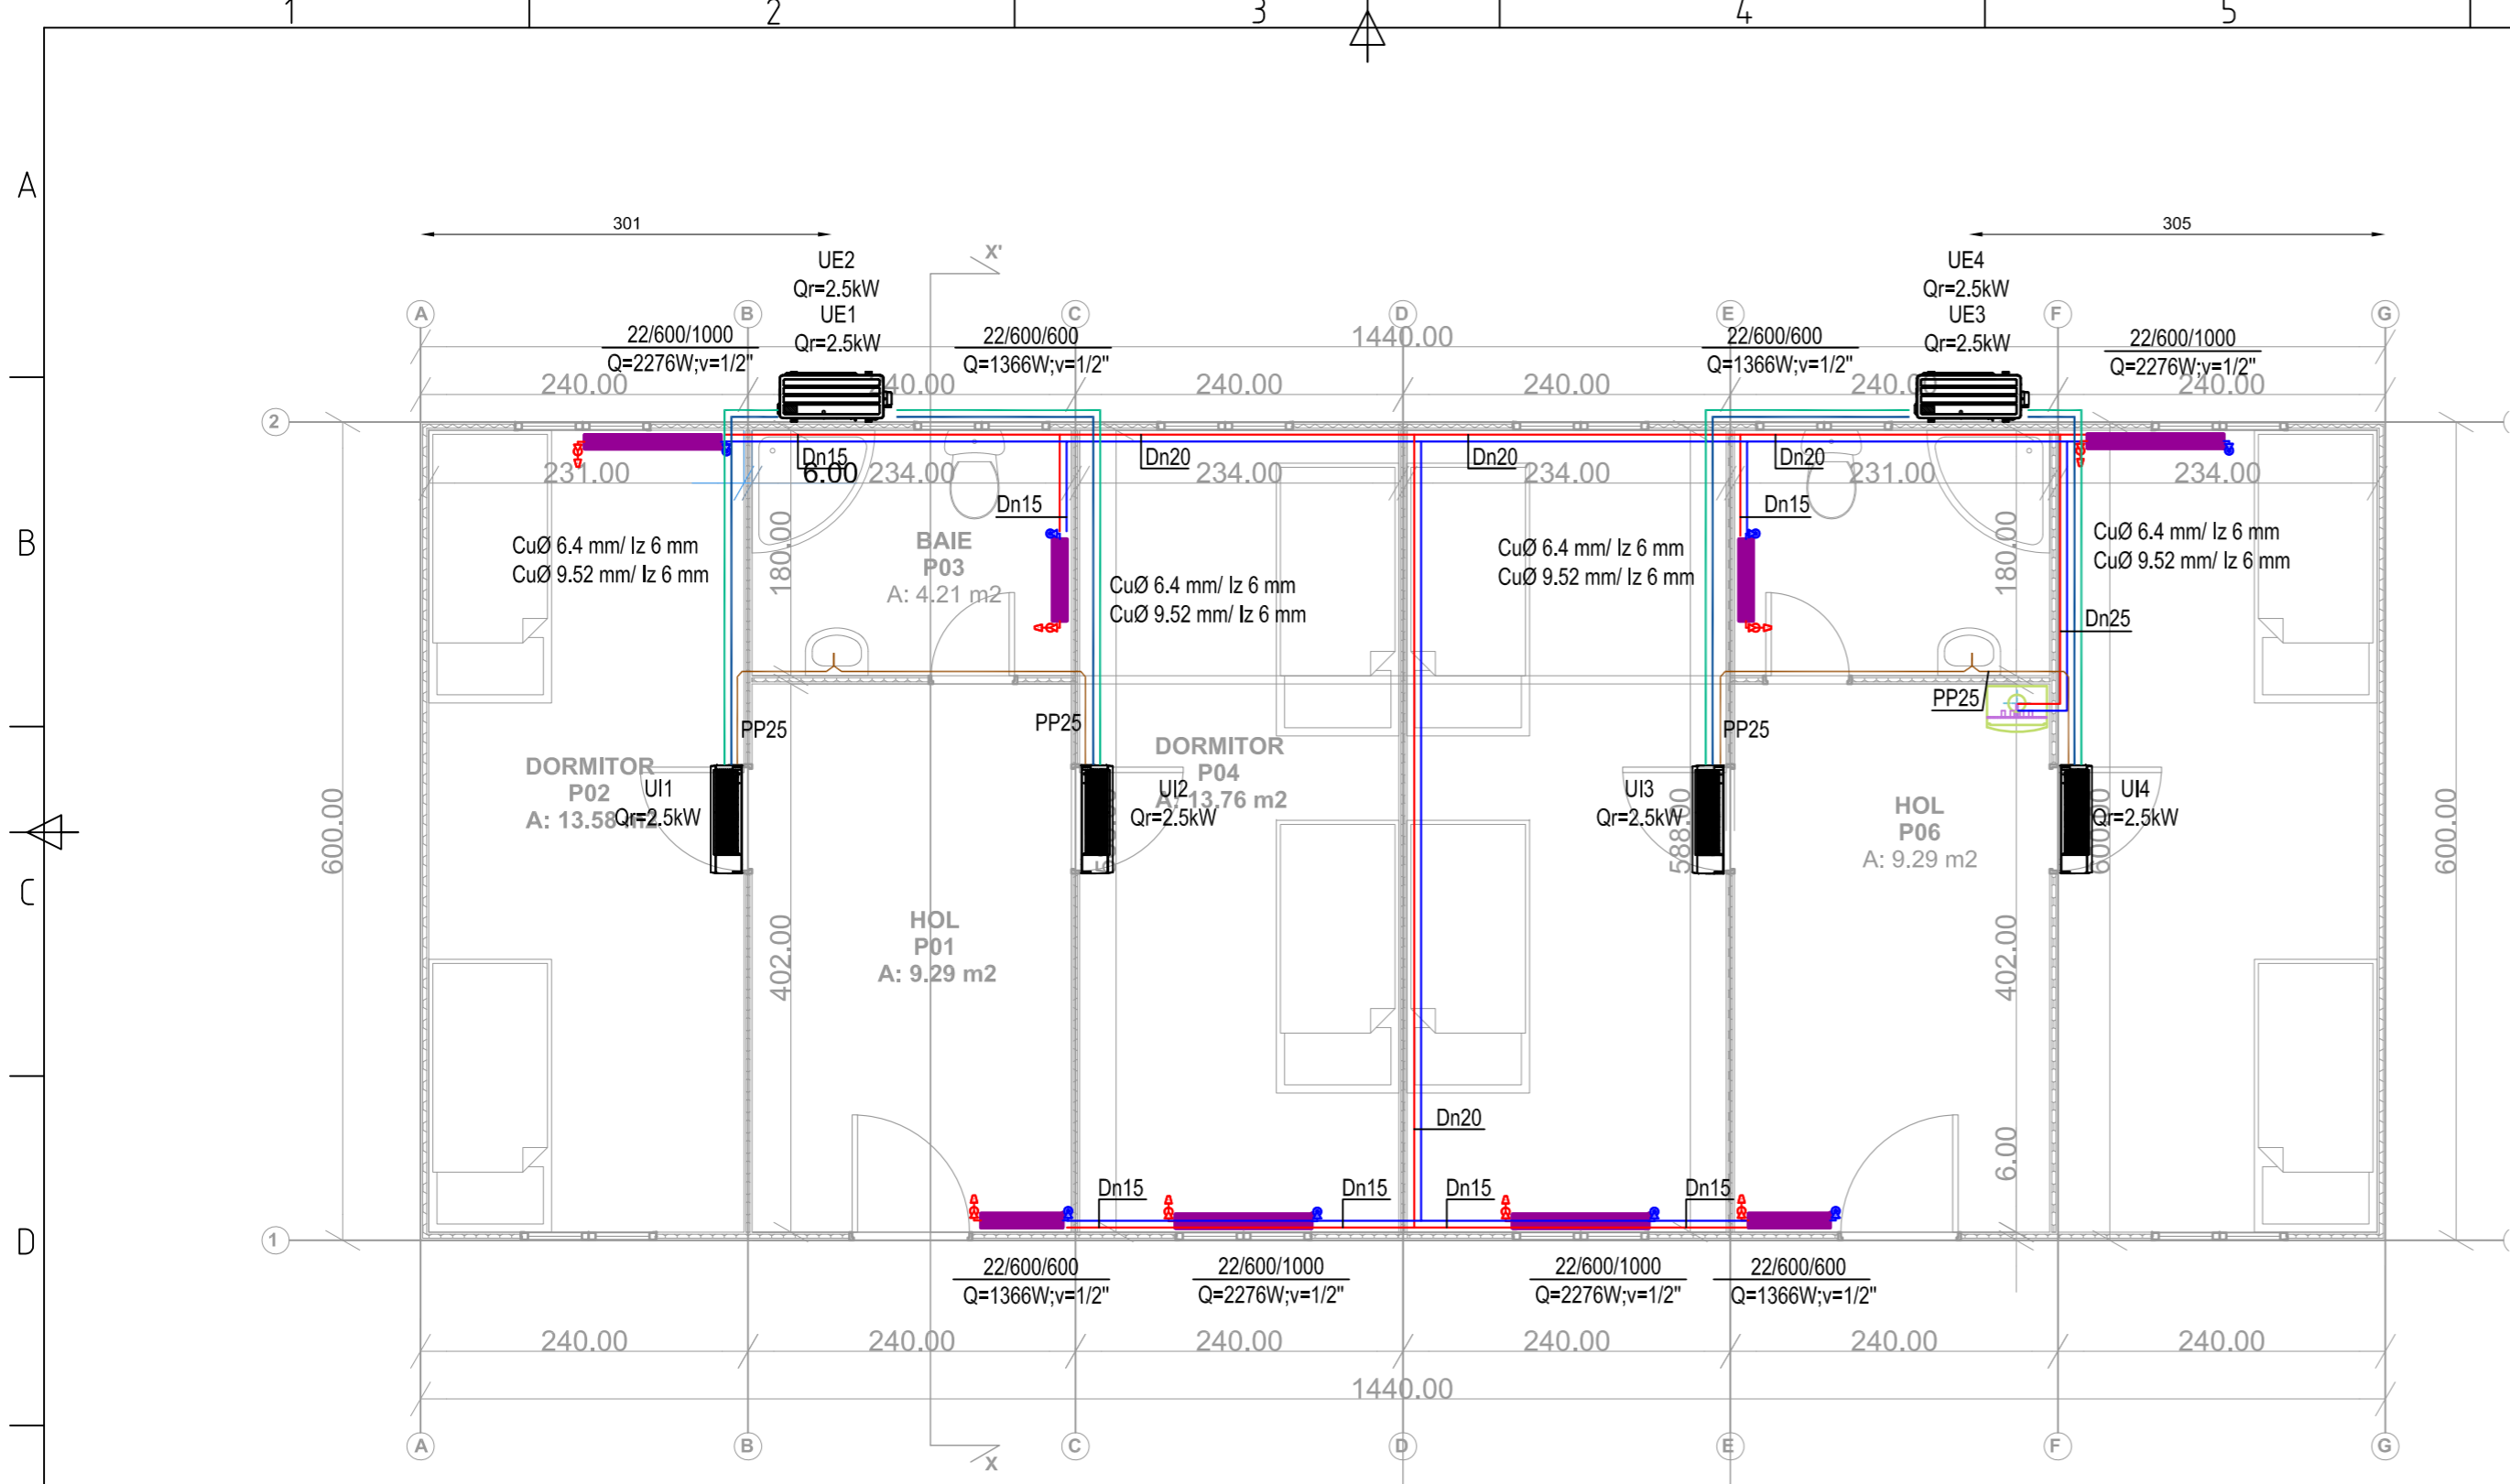 1 2 3 4 5
A
B
C
D
301 305
X'
UE2
Qr=2.5kW
UE1
Qr=2.5kW
UE4
Qr=2.5kW
UE3
Qr=2.5kW
A B C D E F G
22/600/1000
Q=2276W;v=1/2"
22/600/600
Q=1366W;v=1/2"
1440.00
22/600/600
Q=1366W;v=1/2"
22/600/1000
Q=2276W;v=1/2"
240.00 240.00 240.00 240.00 240.00 240.00
2
Dn15 Dn20 Dn20 Dn20
231.00 6.00 234.00 234.00 234.00 231.00 234.00
Dn15 Dn15
180.00 180.00
CuØ 6.4 mm/ Iz 6 mm
CuØ 9.52 mm/ Iz 6 mm
BAIE
P03
A: 4.21 m2
CuØ 6.4 mm/ Iz 6 mm
CuØ 9.52 mm/ Iz 6 mm
CuØ 6.4 mm/ Iz 6 mm
CuØ 9.52 mm/ Iz 6 mm
CuØ 6.4 mm/ Iz 6 mm
CuØ 9.52 mm/ Iz 6 mm
Dn25
PP25 PP25 PP25 PP25
DORMITOR
P02
A: 13.58 m2
UI1
Qr=2.5kW
DORMITOR
P04
A: 13.76 m2
UI2
Qr=2.5kW
UI3
Qr=2.5kW
HOL
P06
A: 9.29 m2
UI4
Qr=2.5kW
600.00 588.00 600.00 600.00
HOL
P01
A: 9.29 m2
402.00 402.00
Dn20
6.00
Dn15 Dn15 Dn15 Dn15
1
22/600/600
Q=1366W;v=1/2"
22/600/1000
Q=2276W;v=1/2"
22/600/1000
Q=2276W;v=1/2"
22/600/600
Q=1366W;v=1/2"
240.00 240.00 240.00 240.00 240.00 240.00
1440.00
A B C D E F G
X